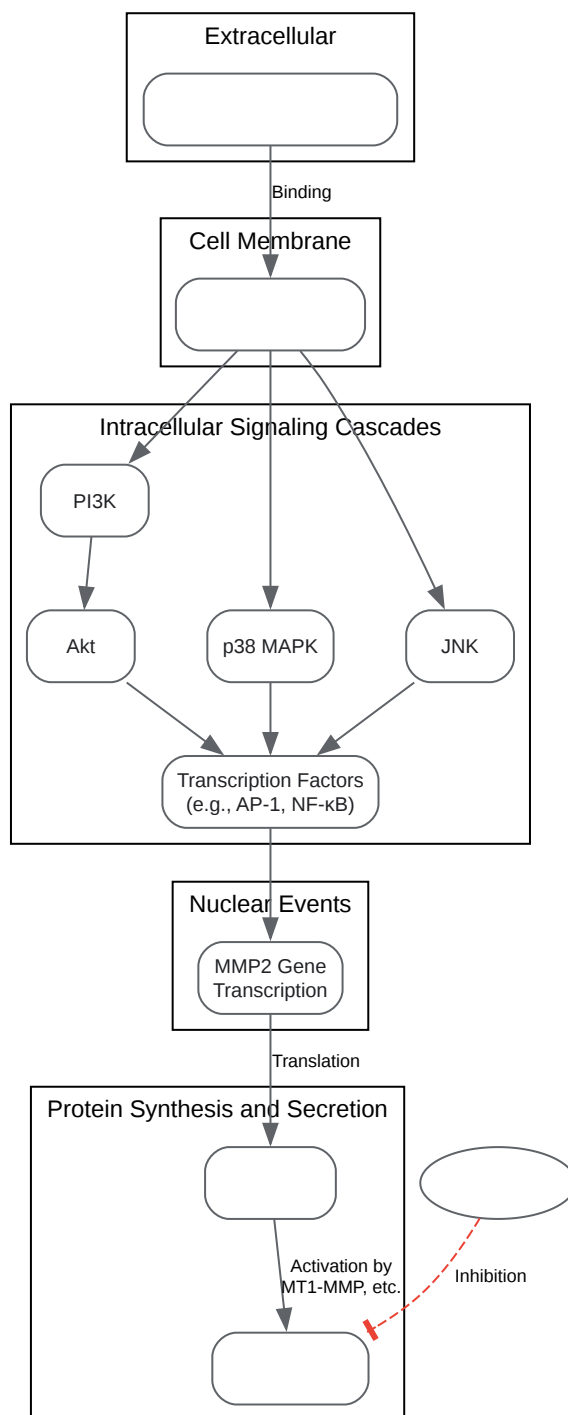 Extracellular
Binding
Cell Membrane
Intracellular Signaling Cascades
PI3K
Akt
p38 MAPK
JNK
Transcription Factors
(e.g., AP-1, NF-κB)
Nuclear Events
MMP2 Gene
Transcription
Translation
Protein Synthesis and Secretion
Activation by
MT1-MMP, etc.
Inhibition